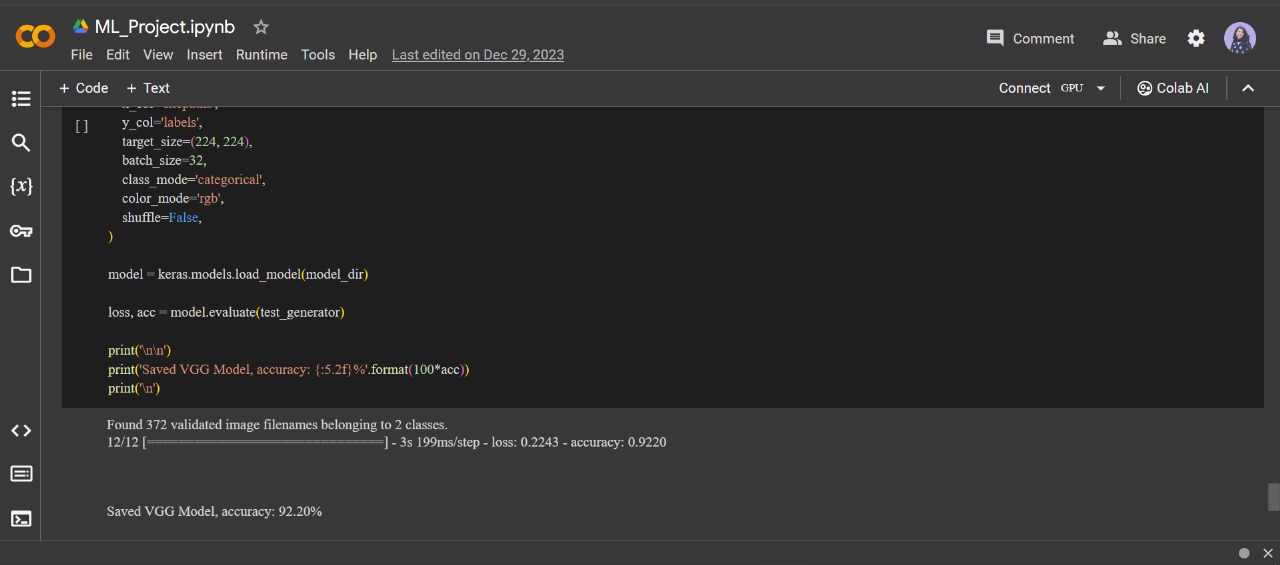 ML_Project.ipynb
File Edit View Insert Runtime Tools Help Last edited on Dec 29, 2023
Comment Share
+ Code + Text
Connect GPU Colab AI
[ ]
y_col='labels',
target_size=(224, 224),
batch_size=32,
class_mode='categorical',
color_mode='rgb',
shuffle=False,
)
model = keras.models.load_model(model_dir)
loss, acc = model.evaluate(test_generator)
print('\n\n')
print('Saved VGG Model, accuracy: {:5.2f}%'.format(100*acc))
print('\n')
Found 372 validated image filenames belonging to 2 classes.
12/12 [==============================] - 3s 199ms/step - loss: 0.2243 - accuracy: 0.9220
Saved VGG Model, accuracy: 92.20%